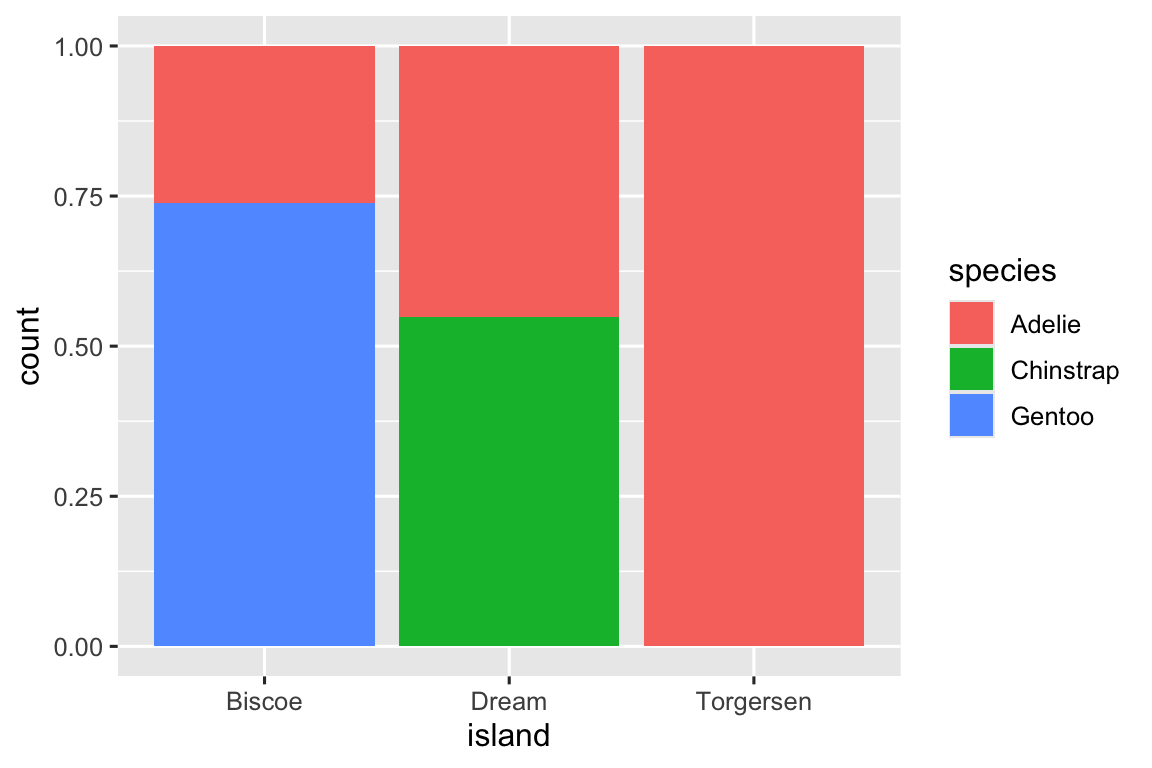 1.00
0.75
0.50
0.25
0.00
count
Biscoe Dream Torgersen
island
species
Adelie
Chinstrap
Gentoo